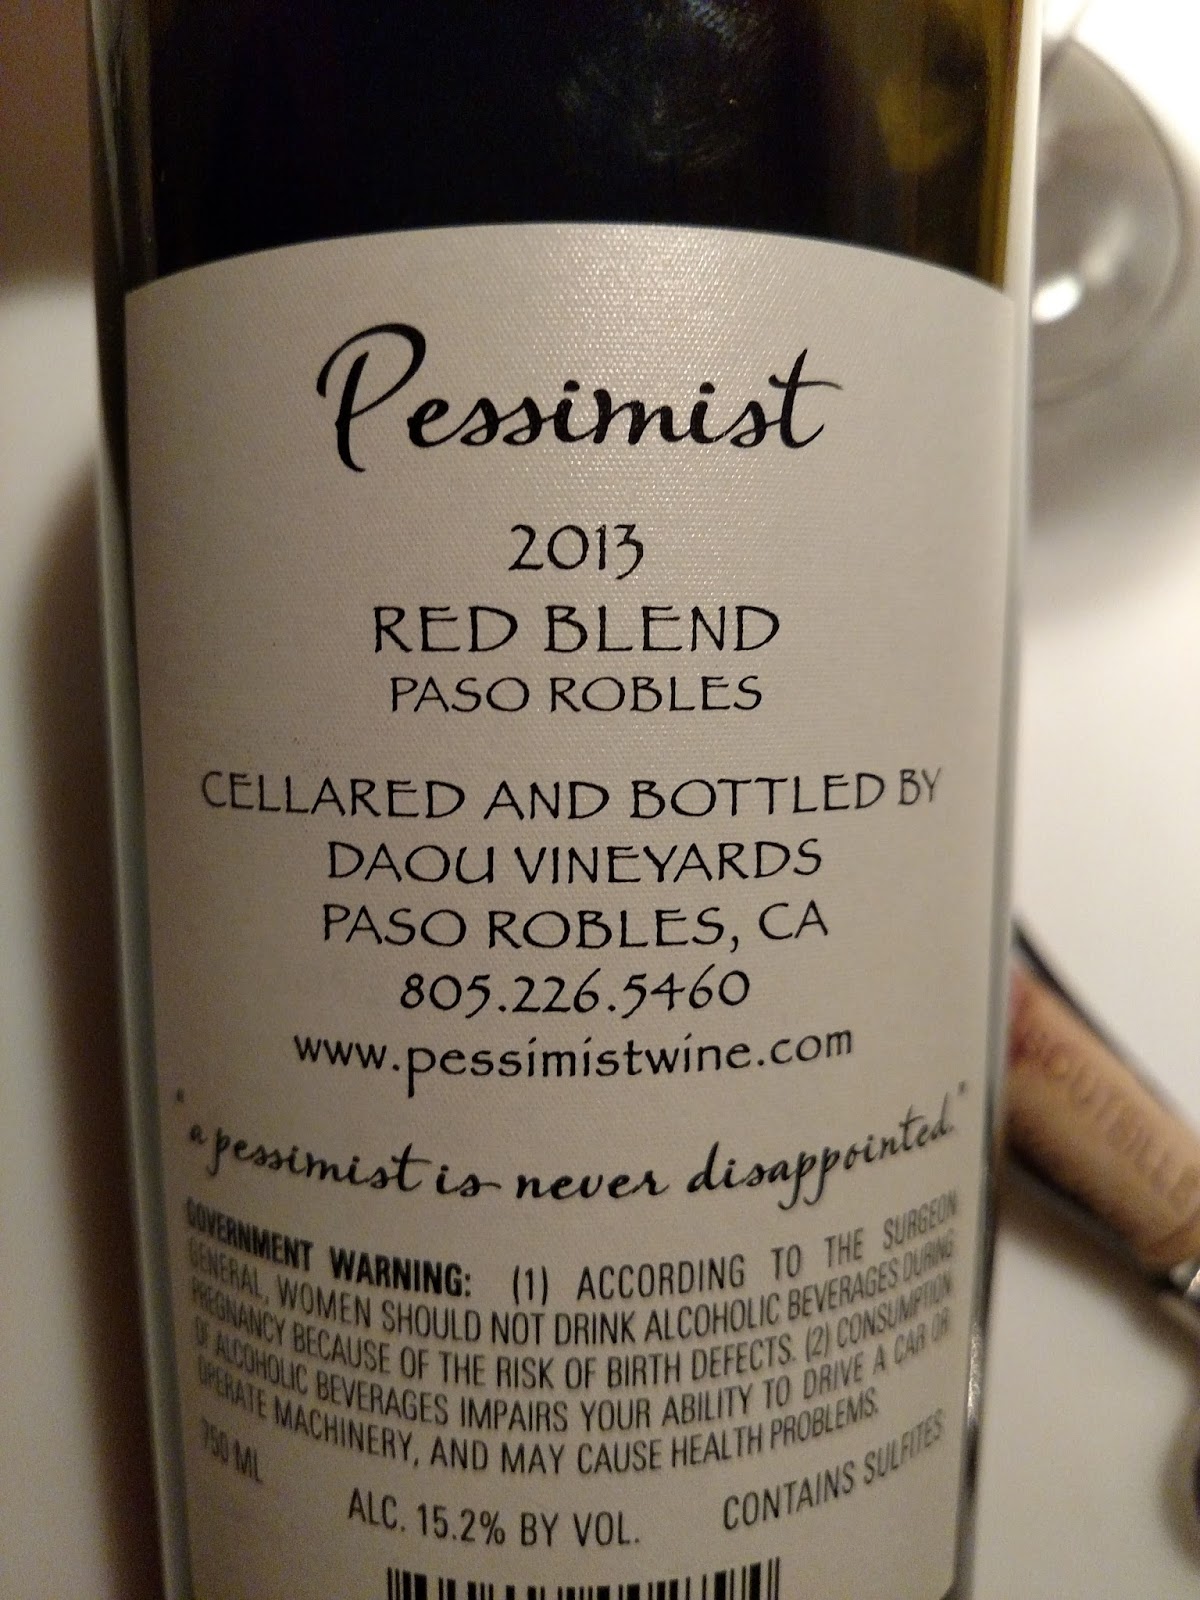 Pessimist
2013
RED BLEND
PASO ROBLES
CELLARED AND BOTTLED BY
DAOU VINEYARDS
PASO ROBLES, CA
805.226.5460
www.pessimistwine.com
"a pessimist is never disappointed."
GOVERNMENT WARNING: (1) ACCORDING TO THE SURGEON
GENERAL, WOMEN SHOULD NOT DRINK ALCOHOLIC BEVERAGES DURING
PREGNANCY BECAUSE OF THE RISK OF BIRTH DEFECTS. (2) CONSUMPTION
OF ALCOHOLIC BEVERAGES IMPAIRS YOUR ABILITY TO DRIVE A CAR OR
OPERATE MACHINERY, AND MAY CAUSE HEALTH PROBLEMS.
750 ML
ALC. 15.2% BY VOL.
CONTAINS SULFITES